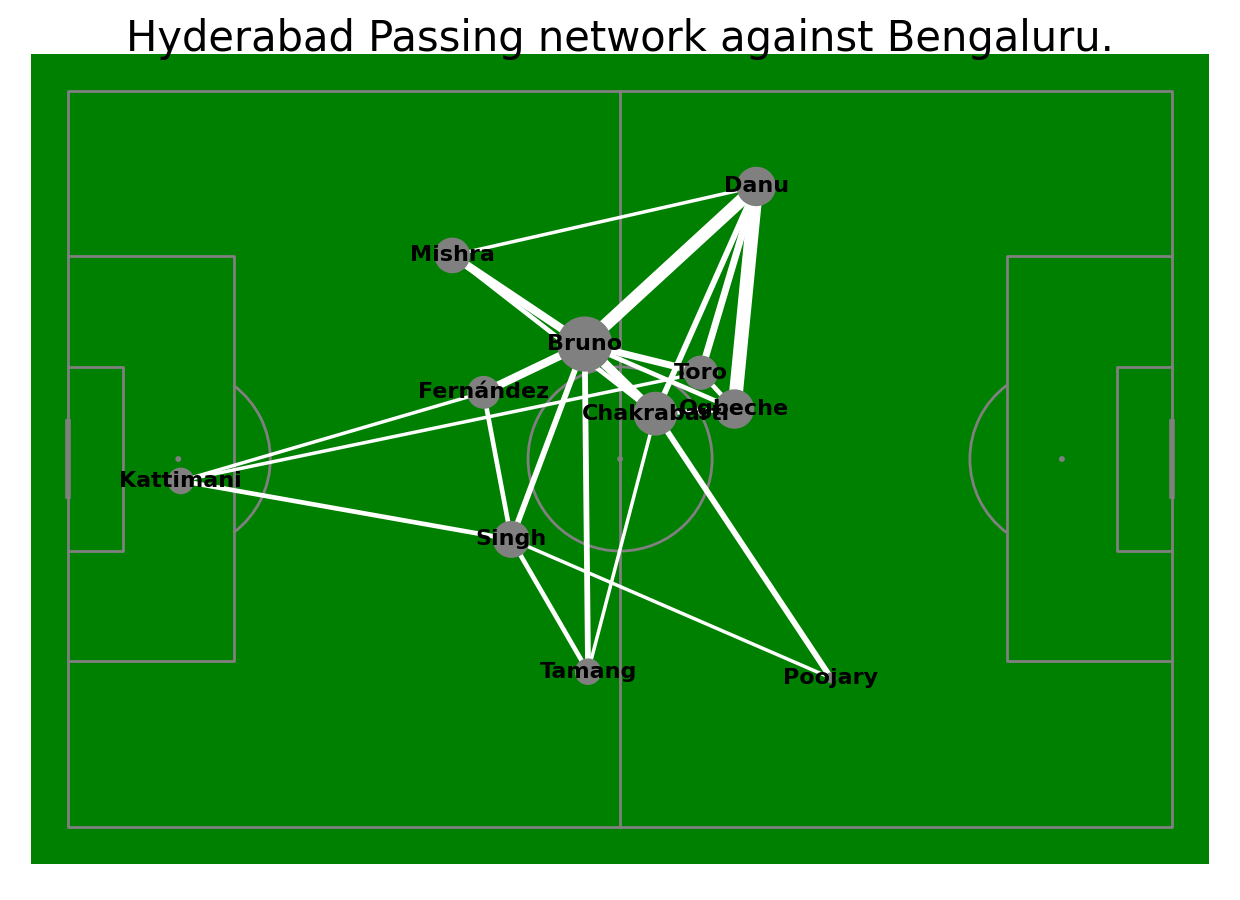 Hyderabad Passing network against Bengaluru.
Danu
Mishra
Bruno
Toro
Fernández
Ogbeche
Chakrabarti
Kattimani
Singh
Tamang
Poojary